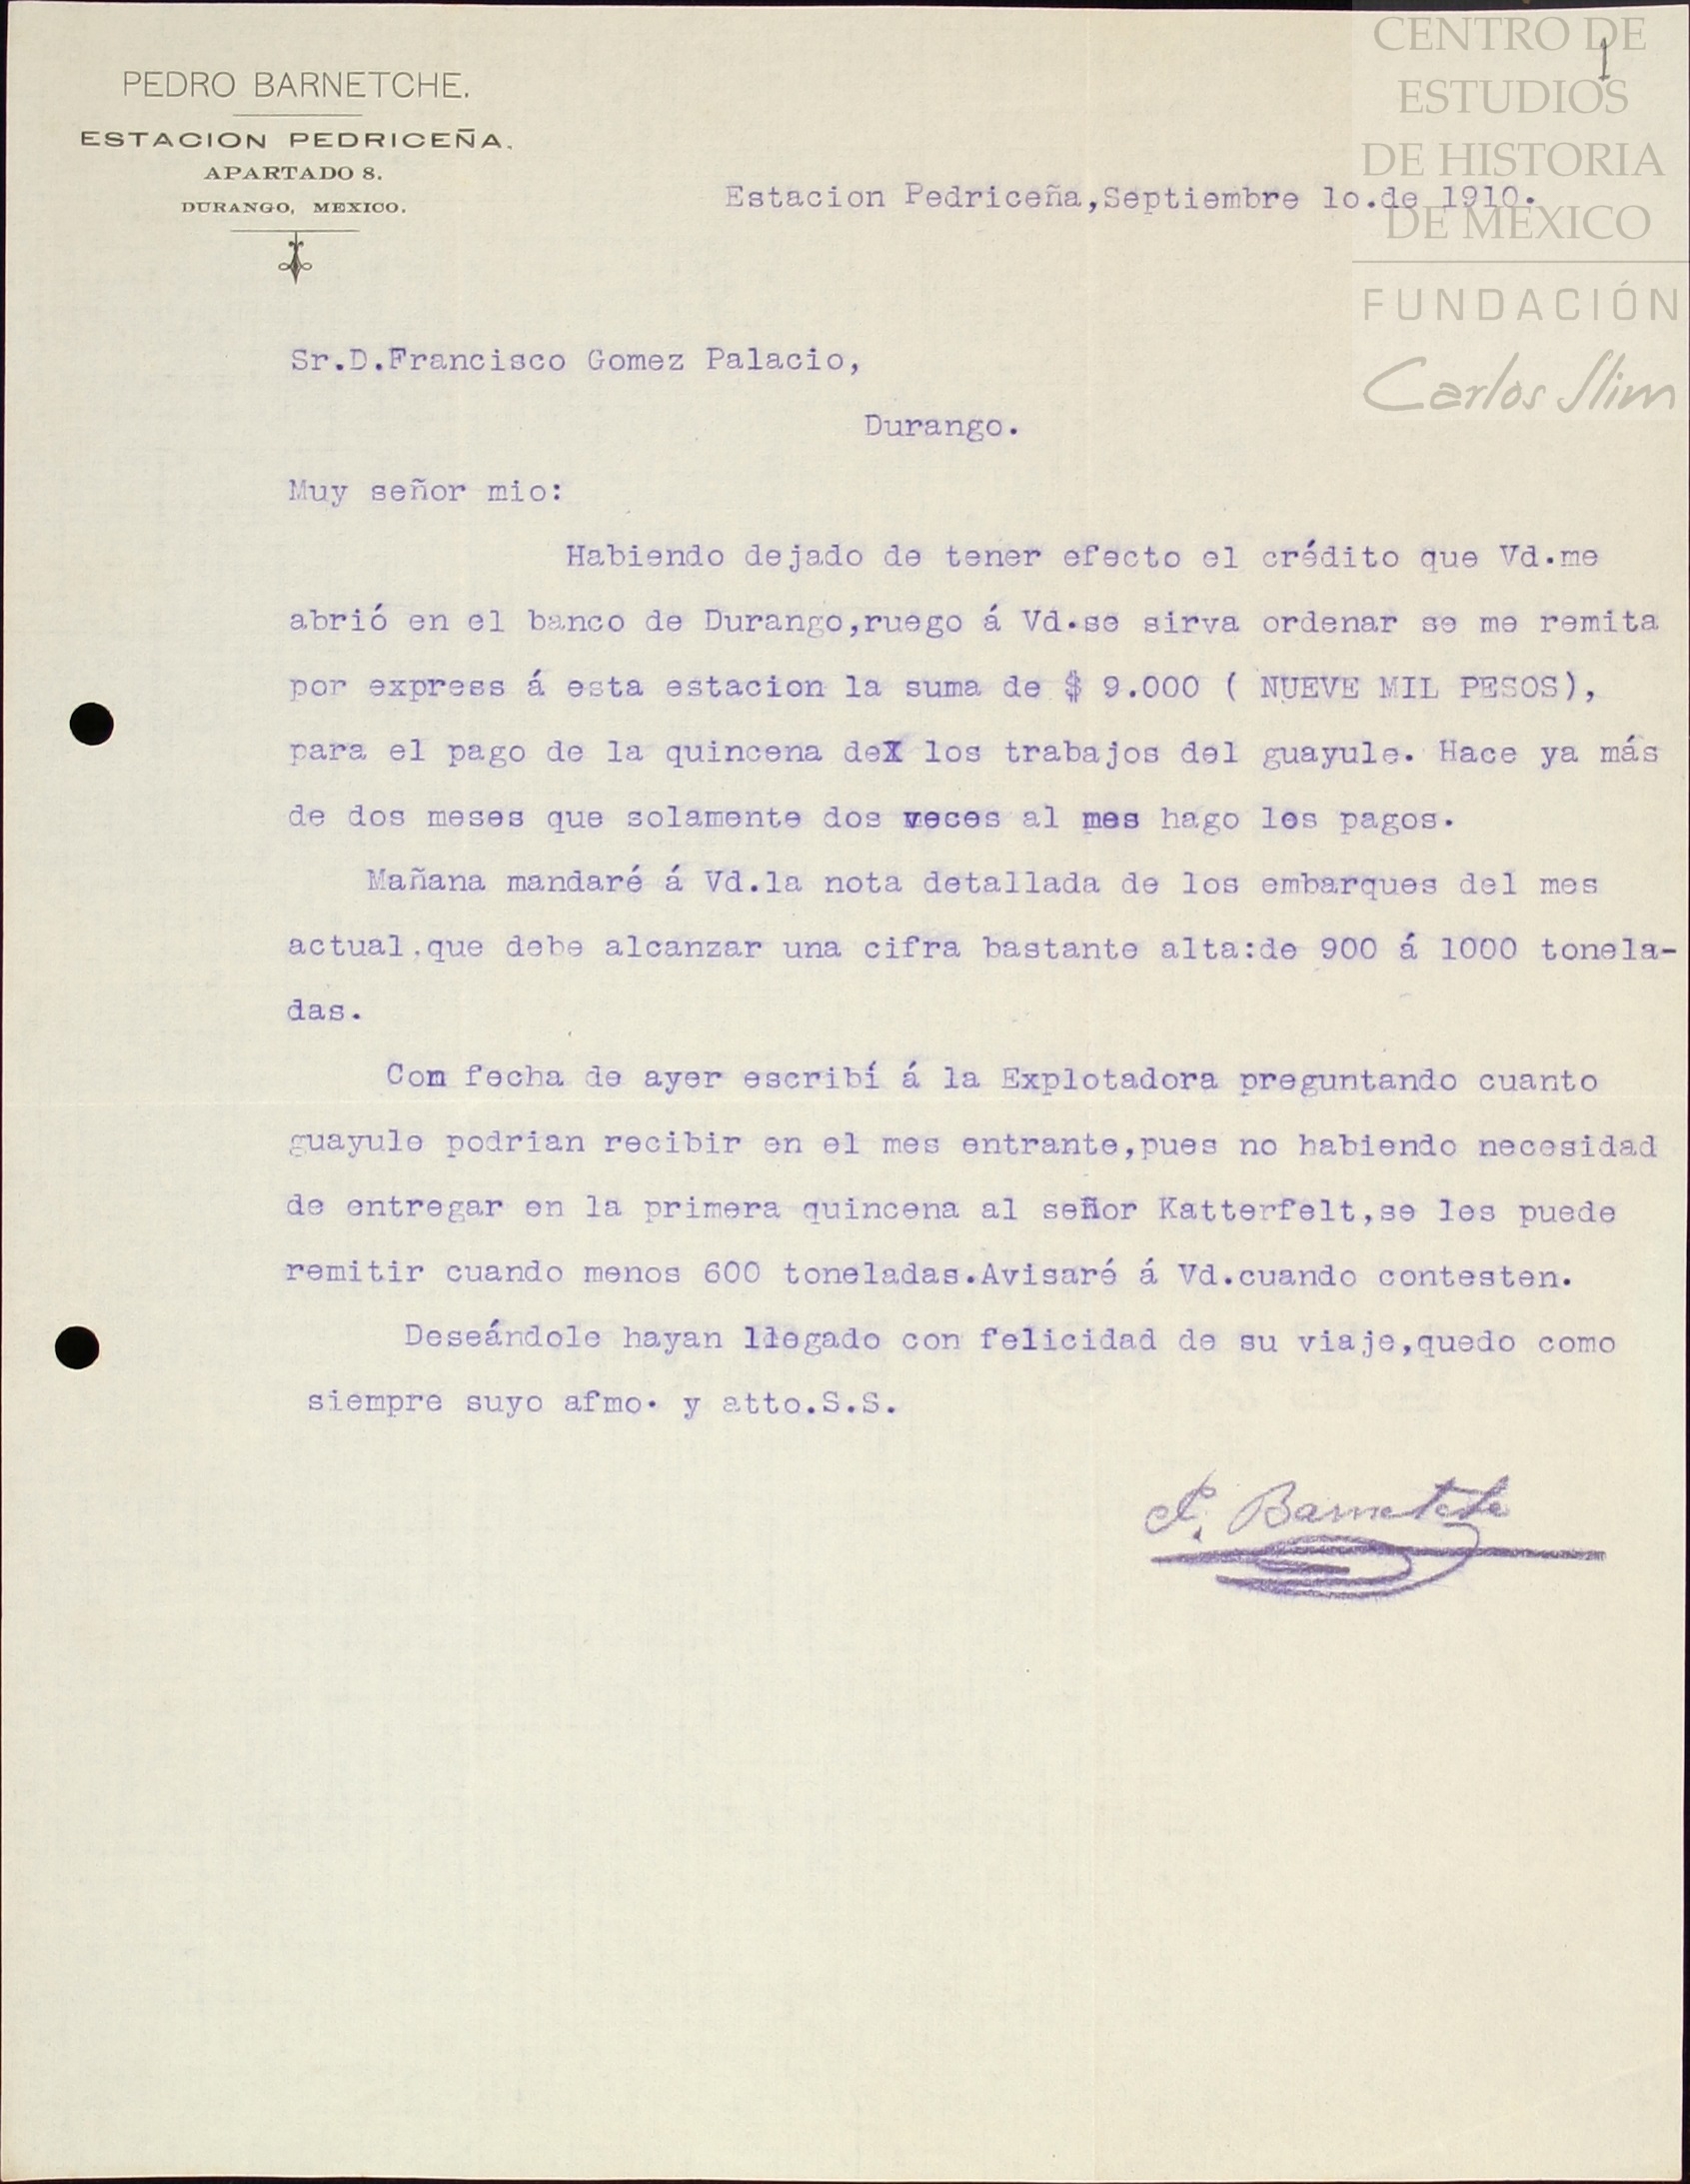 PEDRO BARNETCHE.
ESTACION PEDRICEÑA.
APARTADO 8.
DURANGO, MEXICO.
CENTRO DE
ESTUDIOS
DE HISTORIA
DE MÉXICO
FUNDACIÓN
Carlos Slim
1
Estacion Pedriceña,Septiembre 1o.de 1910.
Sr.D.Francisco Gomez Palacio,
Durango.
Muy señor mio:
Habiendo dejado de tener efecto el crédito que Vd.me
abrió en el banco de Durango,ruego á Vd.se sirva ordenar se me remita
por express á esta estacion la suma de $ 9.000 ( NUEVE MIL PESOS),
para el pago de la quincena deX los trabajos del guayule. Hace ya más
de dos meses que solamente dos veces al mes hago los pagos.
Mañana mandaré á Vd.la nota detallada de los embarques del mes
actual,que debe alcanzar una cifra bastante alta:de 900 á 1000 tonela-
das.
Con fecha de ayer escribí á la Explotadora preguntando cuanto
guayule podrian recibir en el mes entrante,pues no habiendo necesidad
de entregar en la primera quincena al señor Katterfelt,se les puede
remitir cuando menos 600 toneladas.Avisaré á Vd.cuando contesten.
Deseándole hayan llegado con felicidad de su viaje,quedo como
siempre suyo afmo. y atto.S.S.
P. Barnetche